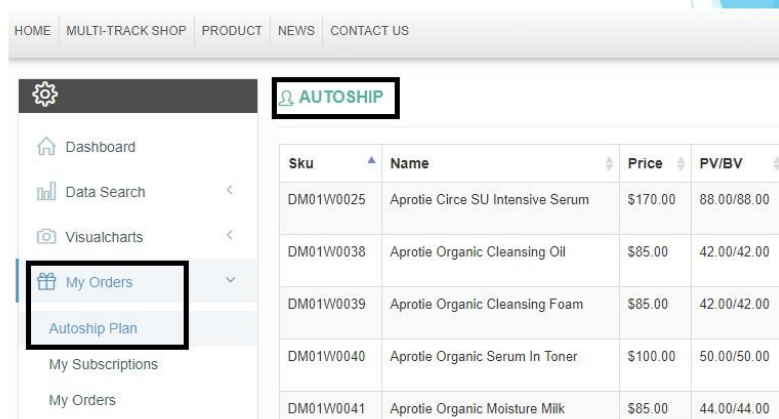 HOME MULTI-TRACK SHOP PRODUCT NEWS CONTACT US
AUTOSHIP
Dashboard
Data Search
Visualcharts
My Orders
Autoship Plan
My Subscriptions
My Orders
Sku Name Price PV/BV
DM01W0025 Aprotie Circe SU Intensive Serum $170.00 88.00/88.00
DM01W0038 Aprotie Organic Cleansing Oil $85.00 42.00/42.00
DM01W0039 Aprotie Organic Cleansing Foam $85.00 42.00/42.00
DM01W0040 Aprotie Organic Serum In Toner $100.00 50.00/50.00
DM01W0041 Aprotie Organic Moisture Milk $85.00 44.00/44.00